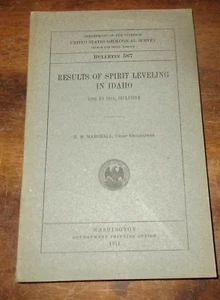 DEPARTMENT OF THE INTERIOR
UNITED STATES GEOLOGICAL SURVEY
BULLETIN 567
RESULTS OF SPIRIT LEVELING
IN IDAHO
R. B. MARSHALL, CHIEF GEOGRAPHER
WASHINGTON
GOVERNMENT PRINTING OFFICE